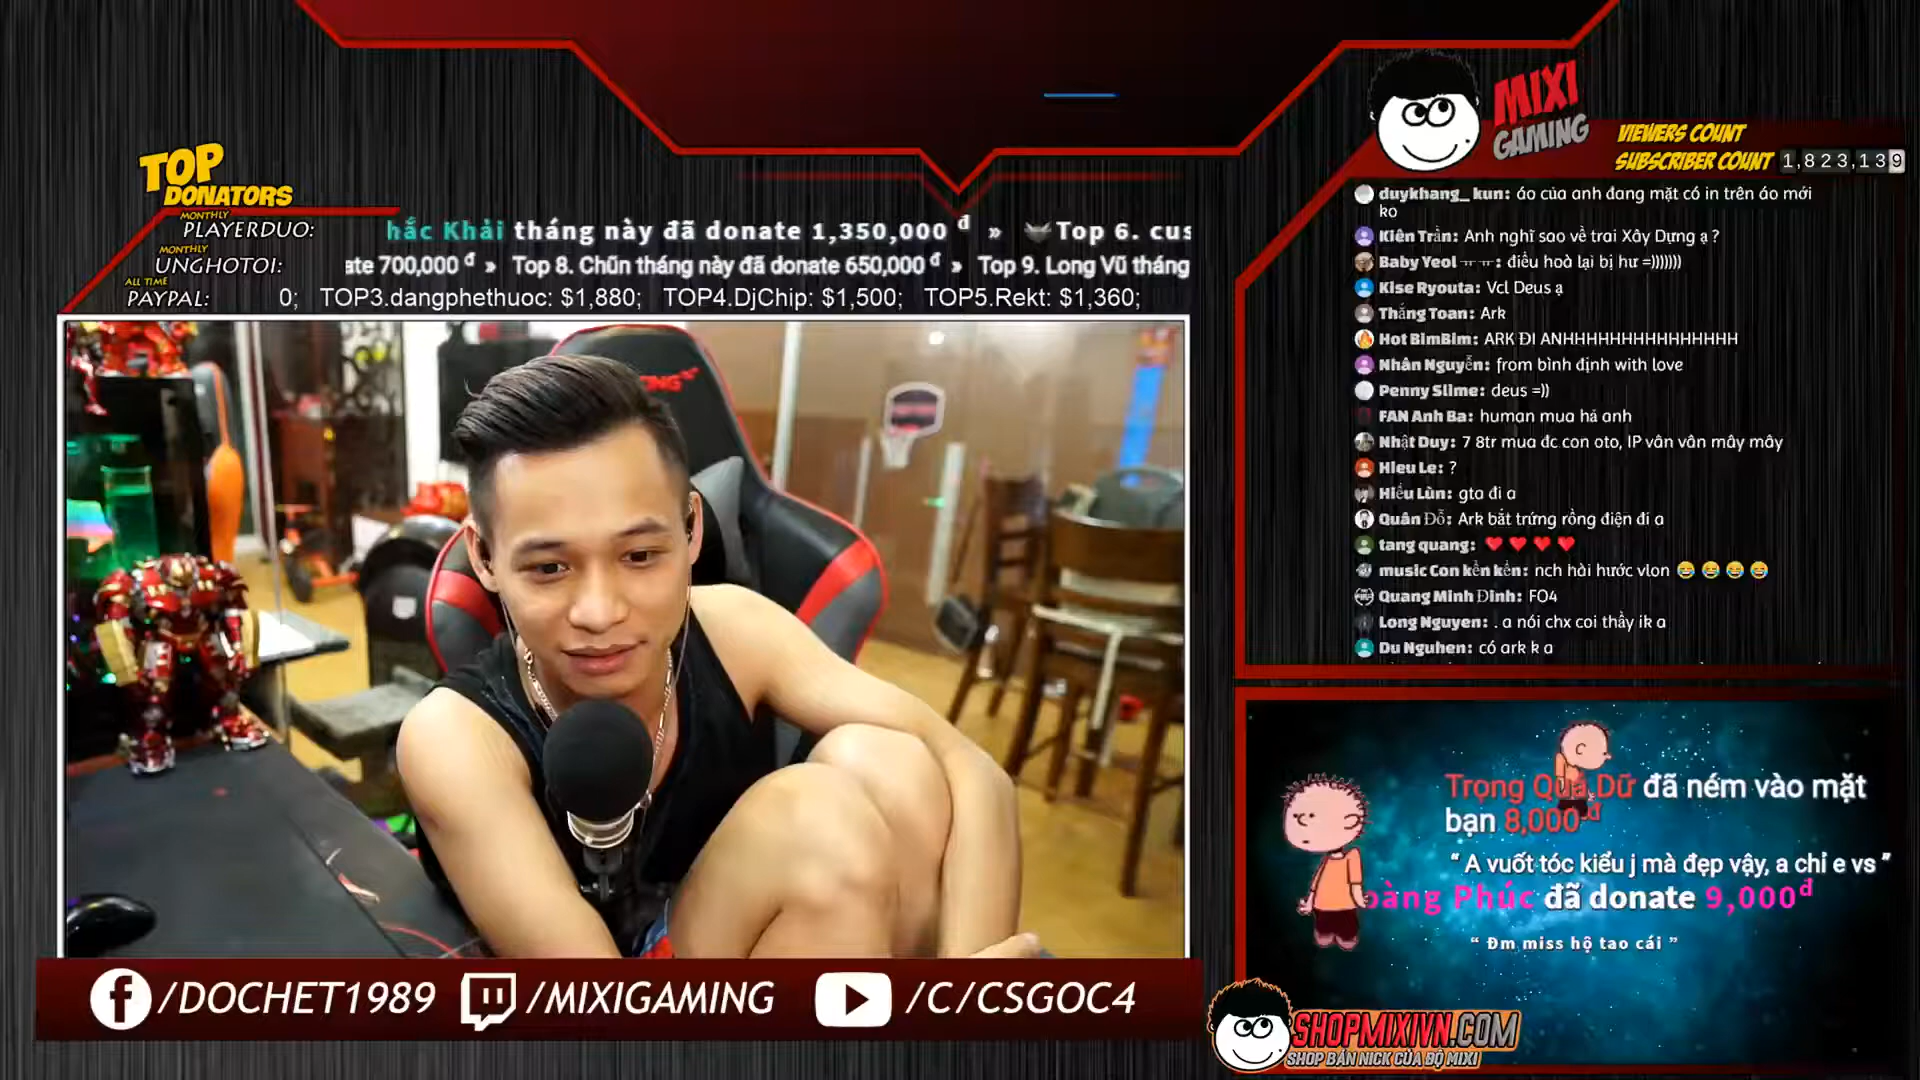 MIXI
GAMING
VIEWERS COUNT
SUBSCRIBER COUNT 1,823,139
TOP
DONATORS
MONTHLY
PLAYERDUO:
hắc Khải tháng này đã donate 1,350,000 đ » Top 6. cus
MONTHLY
UNGHOTOI:
ate 700,000 đ » Top 8. Chũn tháng này đã donate 650,000 đ » Top 9. Long Vũ tháng
ALL TIME
PAYPAL:
0; TOP3.dangphethuoc: $1,880; TOP4.DjChip: $1,500; TOP5.Rekt: $1,360;
duykhang_ kun: áo của anh đang mặt có in trên áo mới
ko
Kiên Trần: Anh nghĩ sao về trai Xây Dựng ạ ?
Baby Yeol ㅠㅠ: điều hoà lại bị hư =)))))))
Kise Ryouta: Vcl Deus ạ
Thắng Toan: Ark
Hot BimBim: ARK ĐI ANHHHHHHHHHHHHHHH
Nhân Nguyễn: from bình định with love
Penny Slime: deus =))
FAN Anh Ba: human mua hả anh
Nhật Duy: 7 8tr mua đc con oto, IP vân vân mây mây
Hieu Le: ?
Hiếu Lùn: gta đi a
Quân Đỗ: Ark bắt trứng rồng điện đi a
tang quang: ❤❤❤❤
music Con kền kền: nch hài hước vlon 😂😂😂😂
Quang Minh Đinh: FO4
Long Nguyen: . a nói chx coi thầy ik a
Du Nguhen: có ark k a
Trọng Quá Dữ đã ném vào mặt
bạn 8,000 đ
“ A vuốt tóc kiểu j mà đẹp vậy, a chỉ e vs ”
oàng Phúc đã donate 9,000 đ
“ Đm miss hộ tao cái ”
/DOCHET1989 /MIXIGAMING /C/CSGOC4
SHOPMIXIVN.COM
SHOP BÁN NICK CỦA ĐỘ MIXI